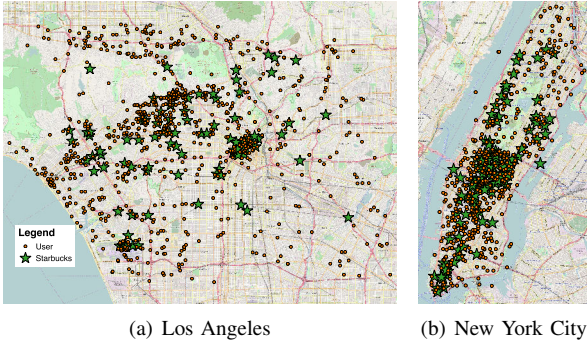 Legend
User
Starbucks
(a) Los Angeles
(b) New York City